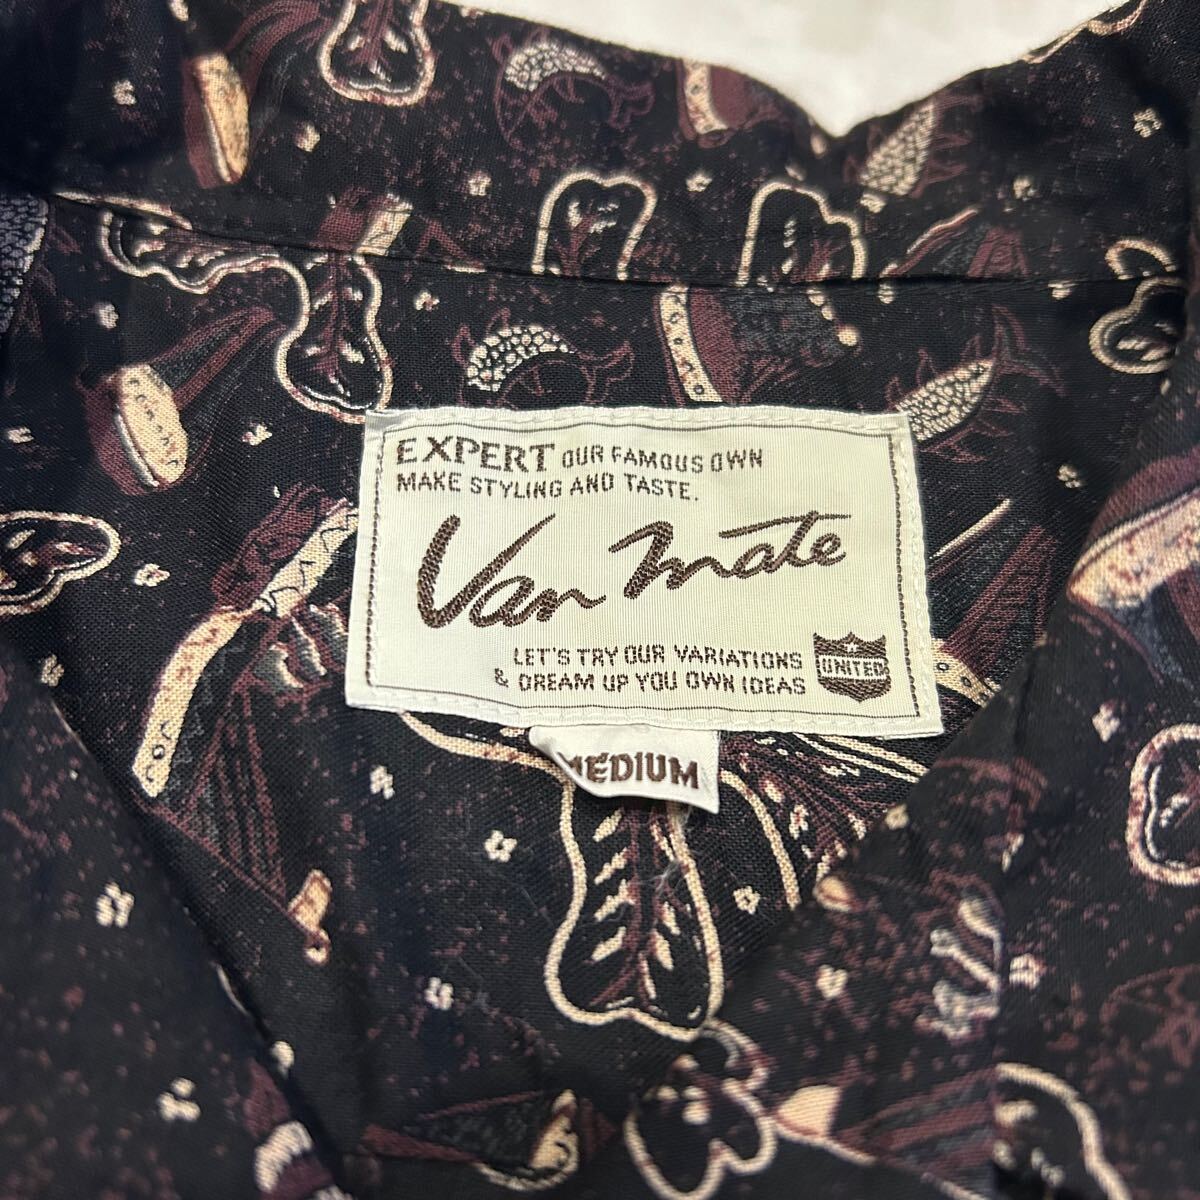 EXPERT OUR FAMOUS OWN
MAKE STYLING AND TASTE.
Van Mate
LET'S TRY OUR VARIATIONS
& DREAM UP YOU OWN IDEAS
UNITED
MEDIUM